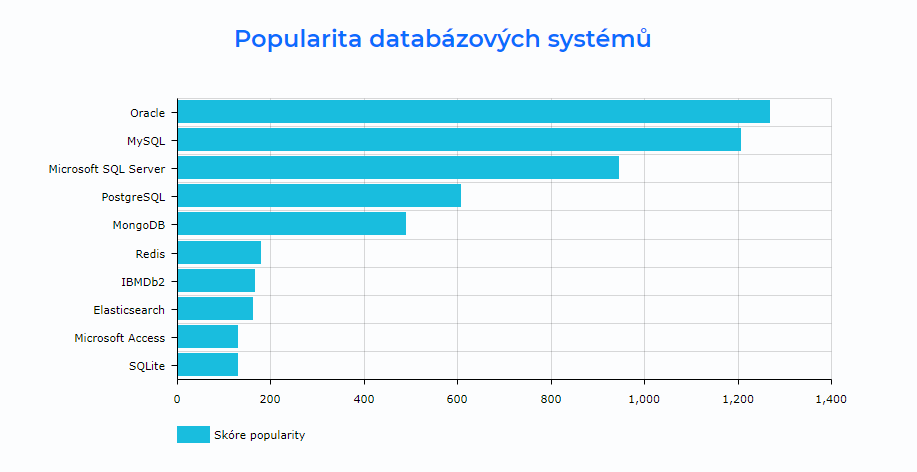 Popularita databázových systémů
Oracle
MySQL
Microsoft SQL Server
PostgreSQL
MongoDB
Redis
IBMDb2
Elasticsearch
Microsoft Access
SQLite
0 200 400 600 800 1,000 1,200 1,400
Skóre popularity